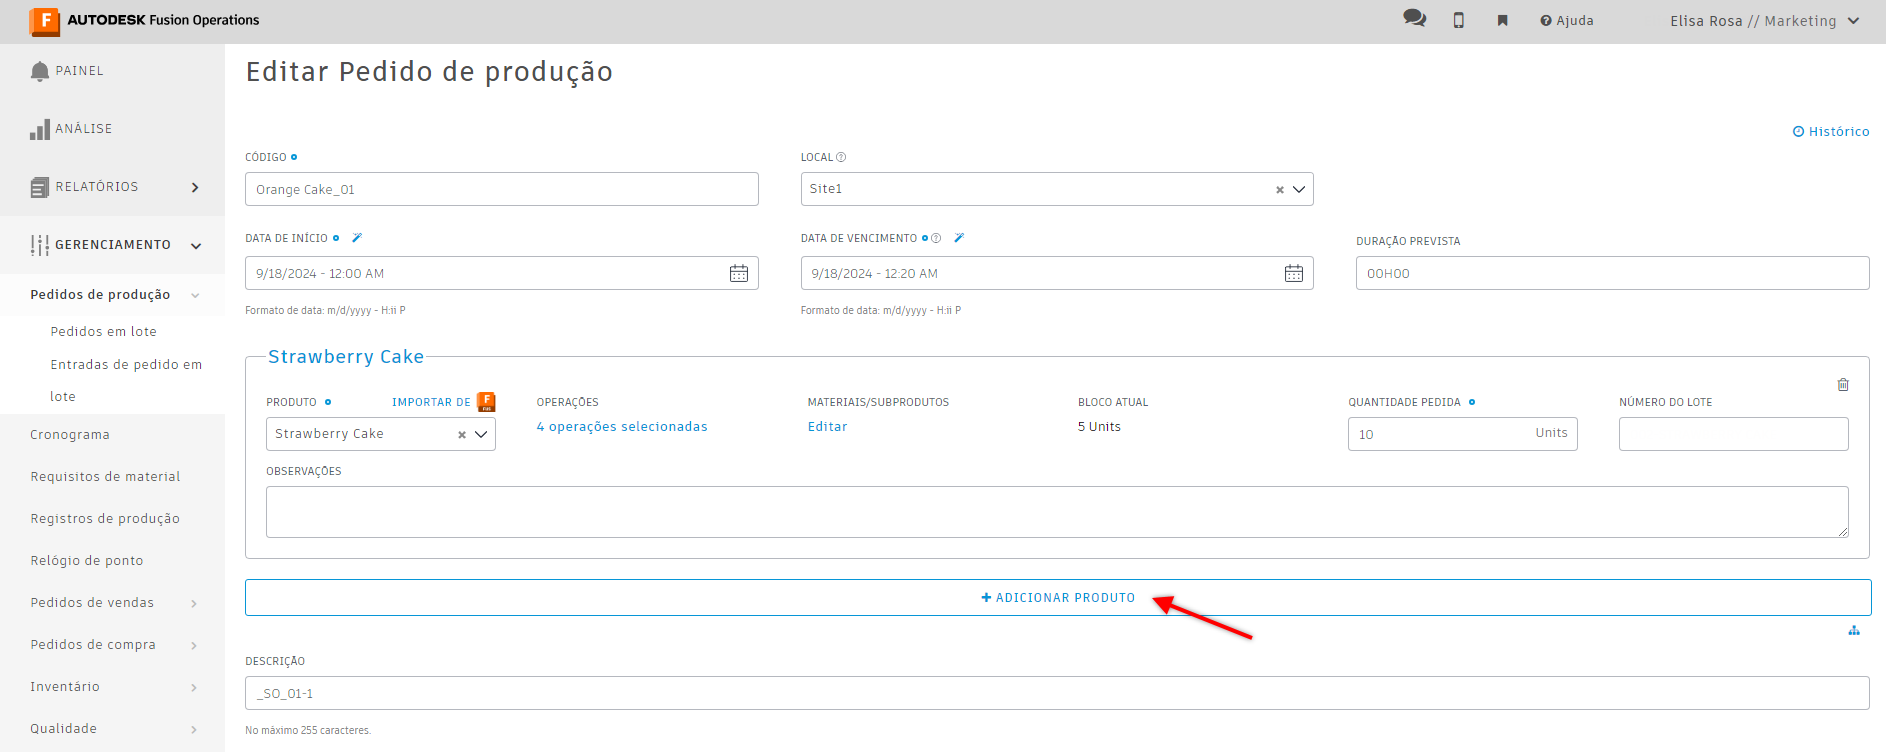 F AUTODESK Fusion Operations
Ajuda
Elisa Rosa // Marketing
PAINEL
ANÁLISE
RELATÓRIOS
GERENCIAMENTO
Pedidos de produção
Pedidos em lote
Entradas de pedido em
lote
Cronograma
Requisitos de material
Registros de produção
Relógio de ponto
Pedidos de vendas
Pedidos de compra
Inventário
Qualidade
Editar Pedido de produção
Histórico
CÓDIGO
LOCAL
Orange Cake_01
Site1
DATA DE INÍCIO
DATA DE VENCIMENTO
DURAÇÃO PREVISTA
9/18/2024 - 12:00 AM
9/18/2024 - 12:20 AM
00H00
Formato de data: m/d/yyyy - H:ii P
Formato de data: m/d/yyyy - H:ii P
Strawberry Cake
PRODUTO
IMPORTAR DE F FUS
OPERAÇÕES
MATERIAIS/SUBPRODUTOS
BLOCO ATUAL
QUANTIDADE PEDIDA
NÚMERO DO LOTE
Strawberry Cake
4 operações selecionadas
Editar
5 Units
10 Units
OBSERVAÇÕES
+ ADICIONAR PRODUTO
DESCRIÇÃO
_SO_01-1
No máximo 255 caracteres.